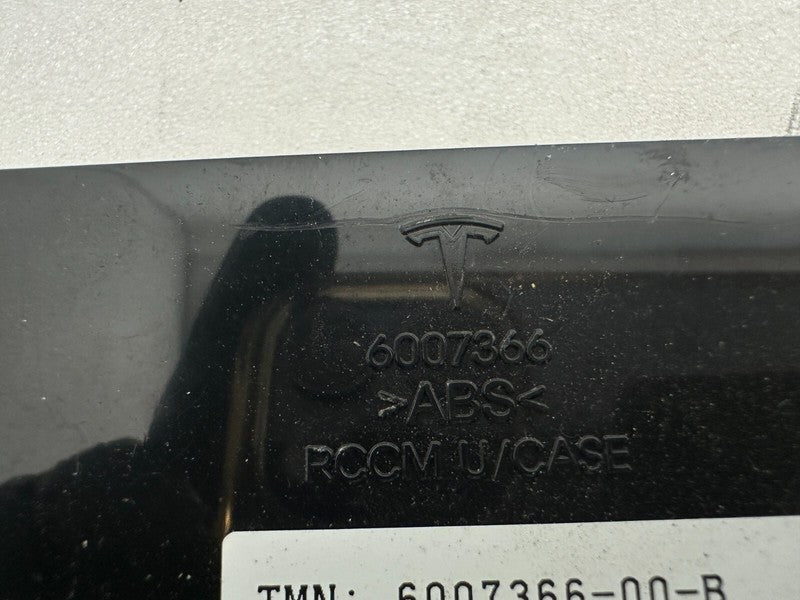 6007366
>ABS<
RCCM U/CASE
TMN: 6007366-00-B